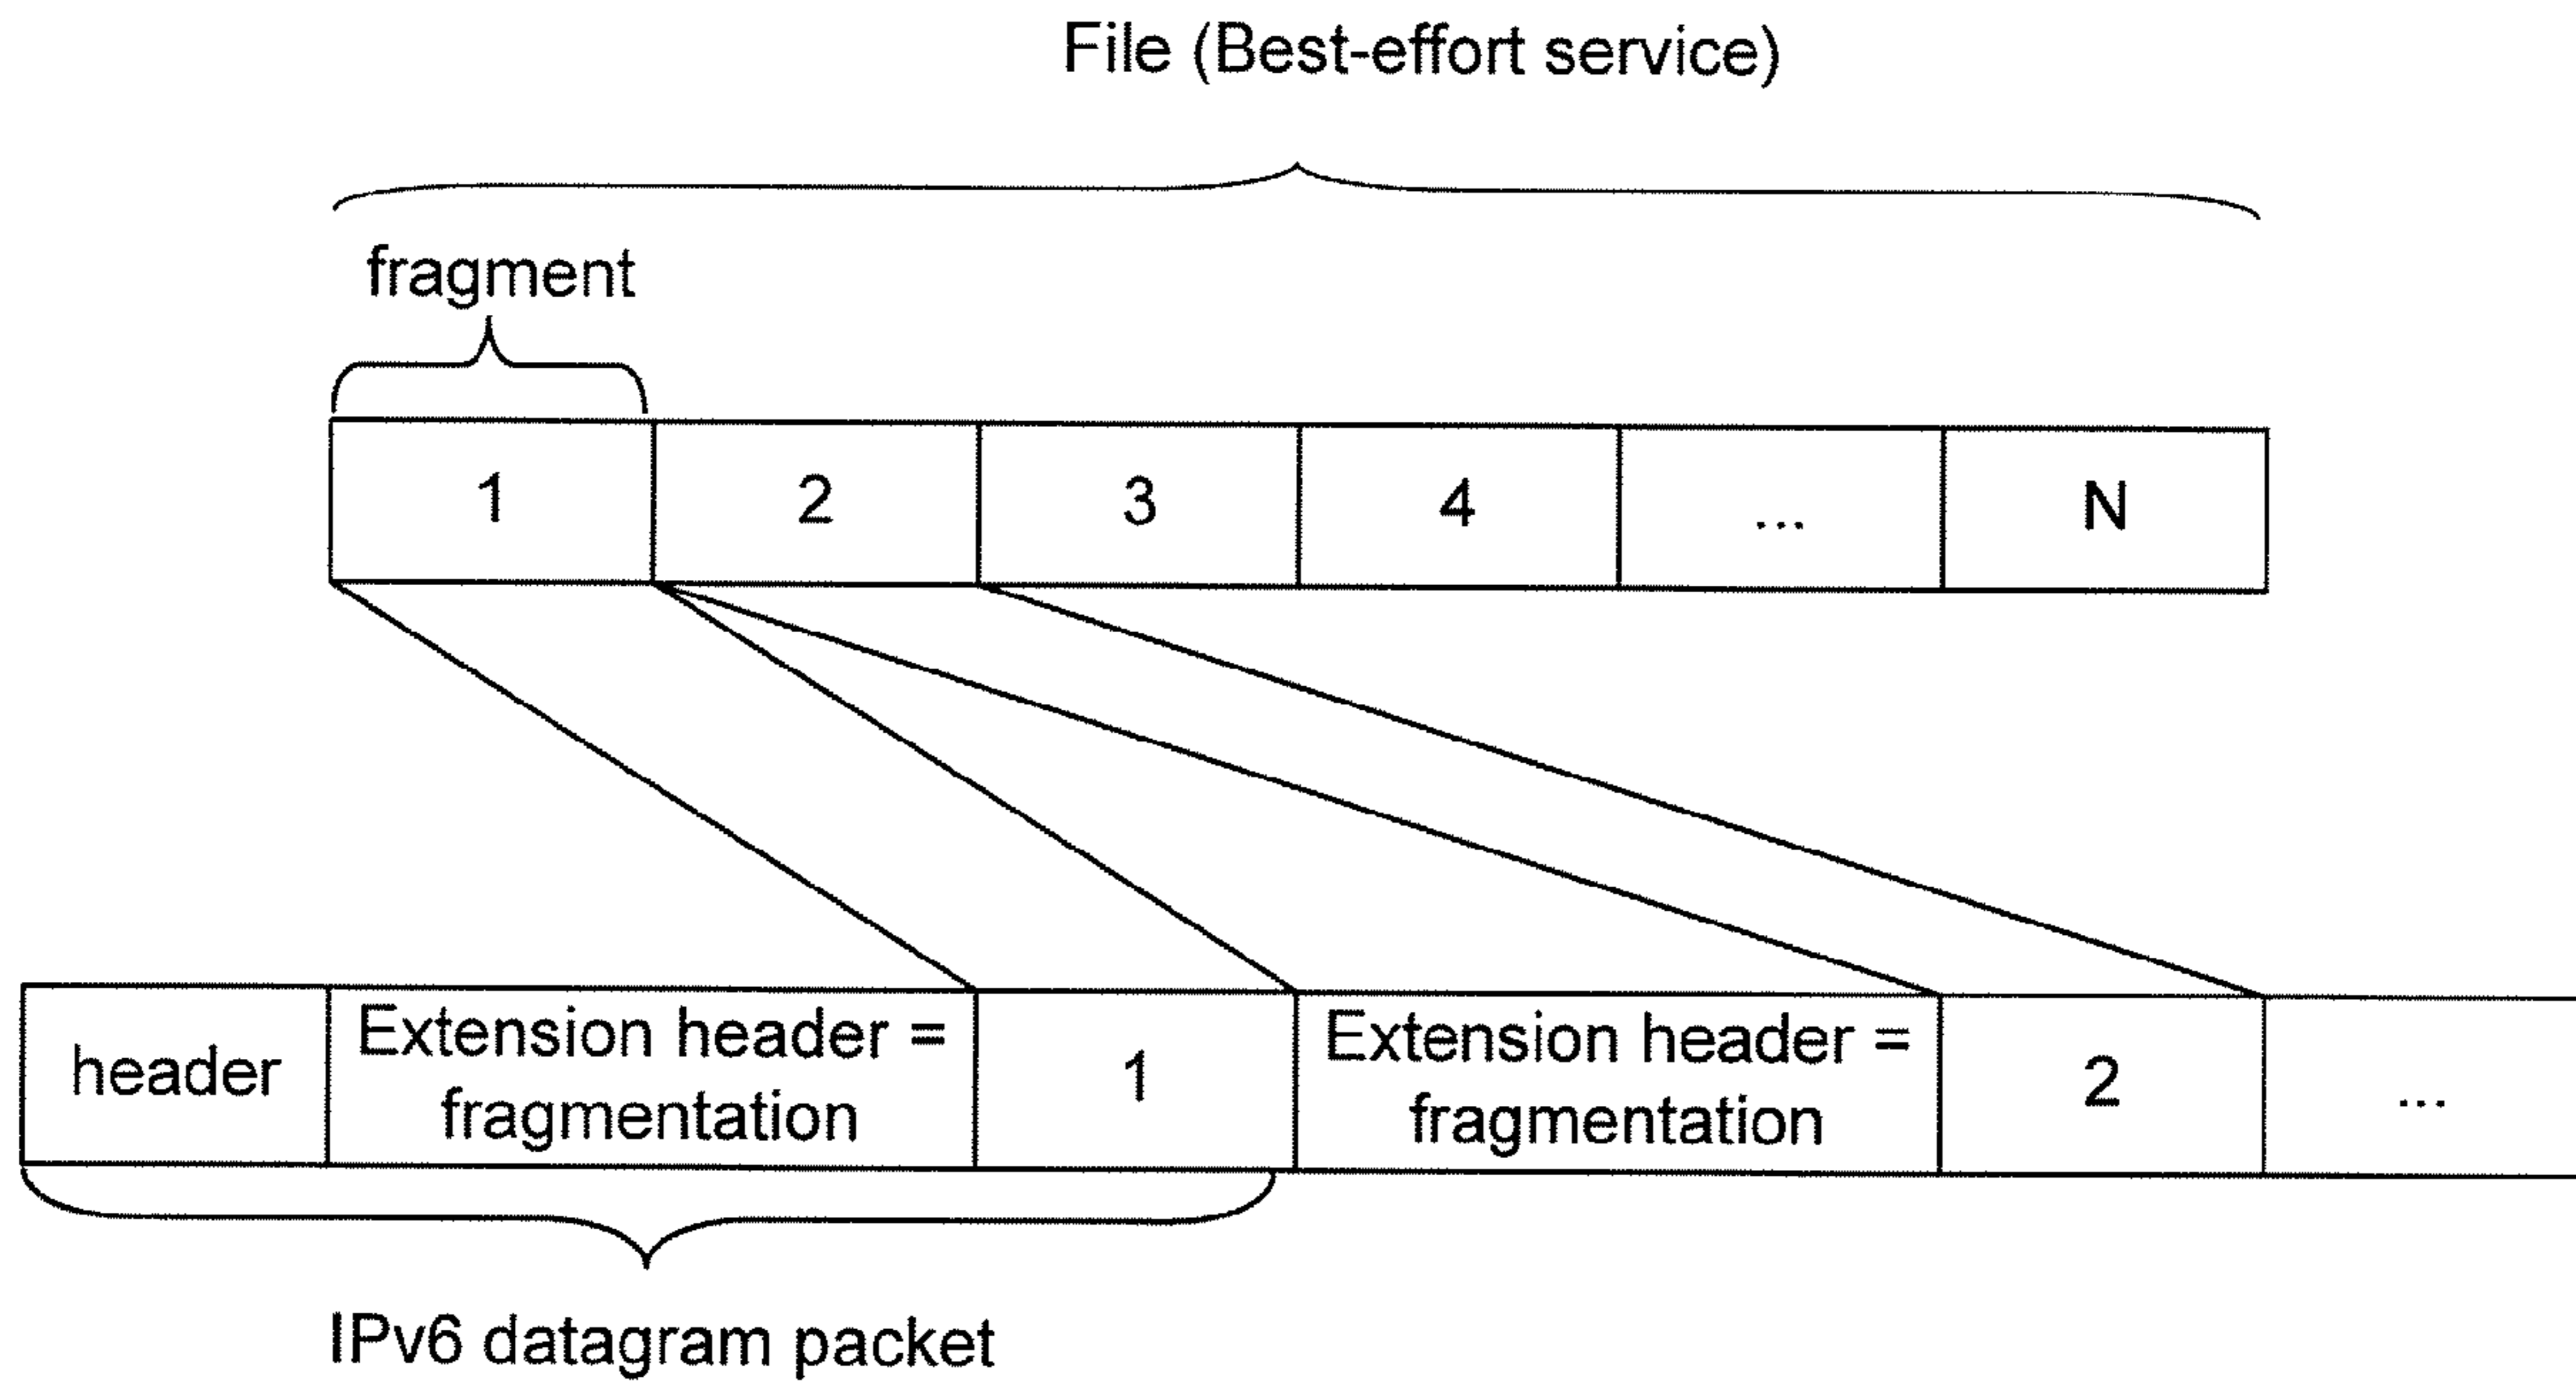 File (Best-effort service)
fragment
1 2 3 4 ... N
header Extension header = fragmentation 1 Extension header = fragmentation 2 ...
IPv6 datagram packet